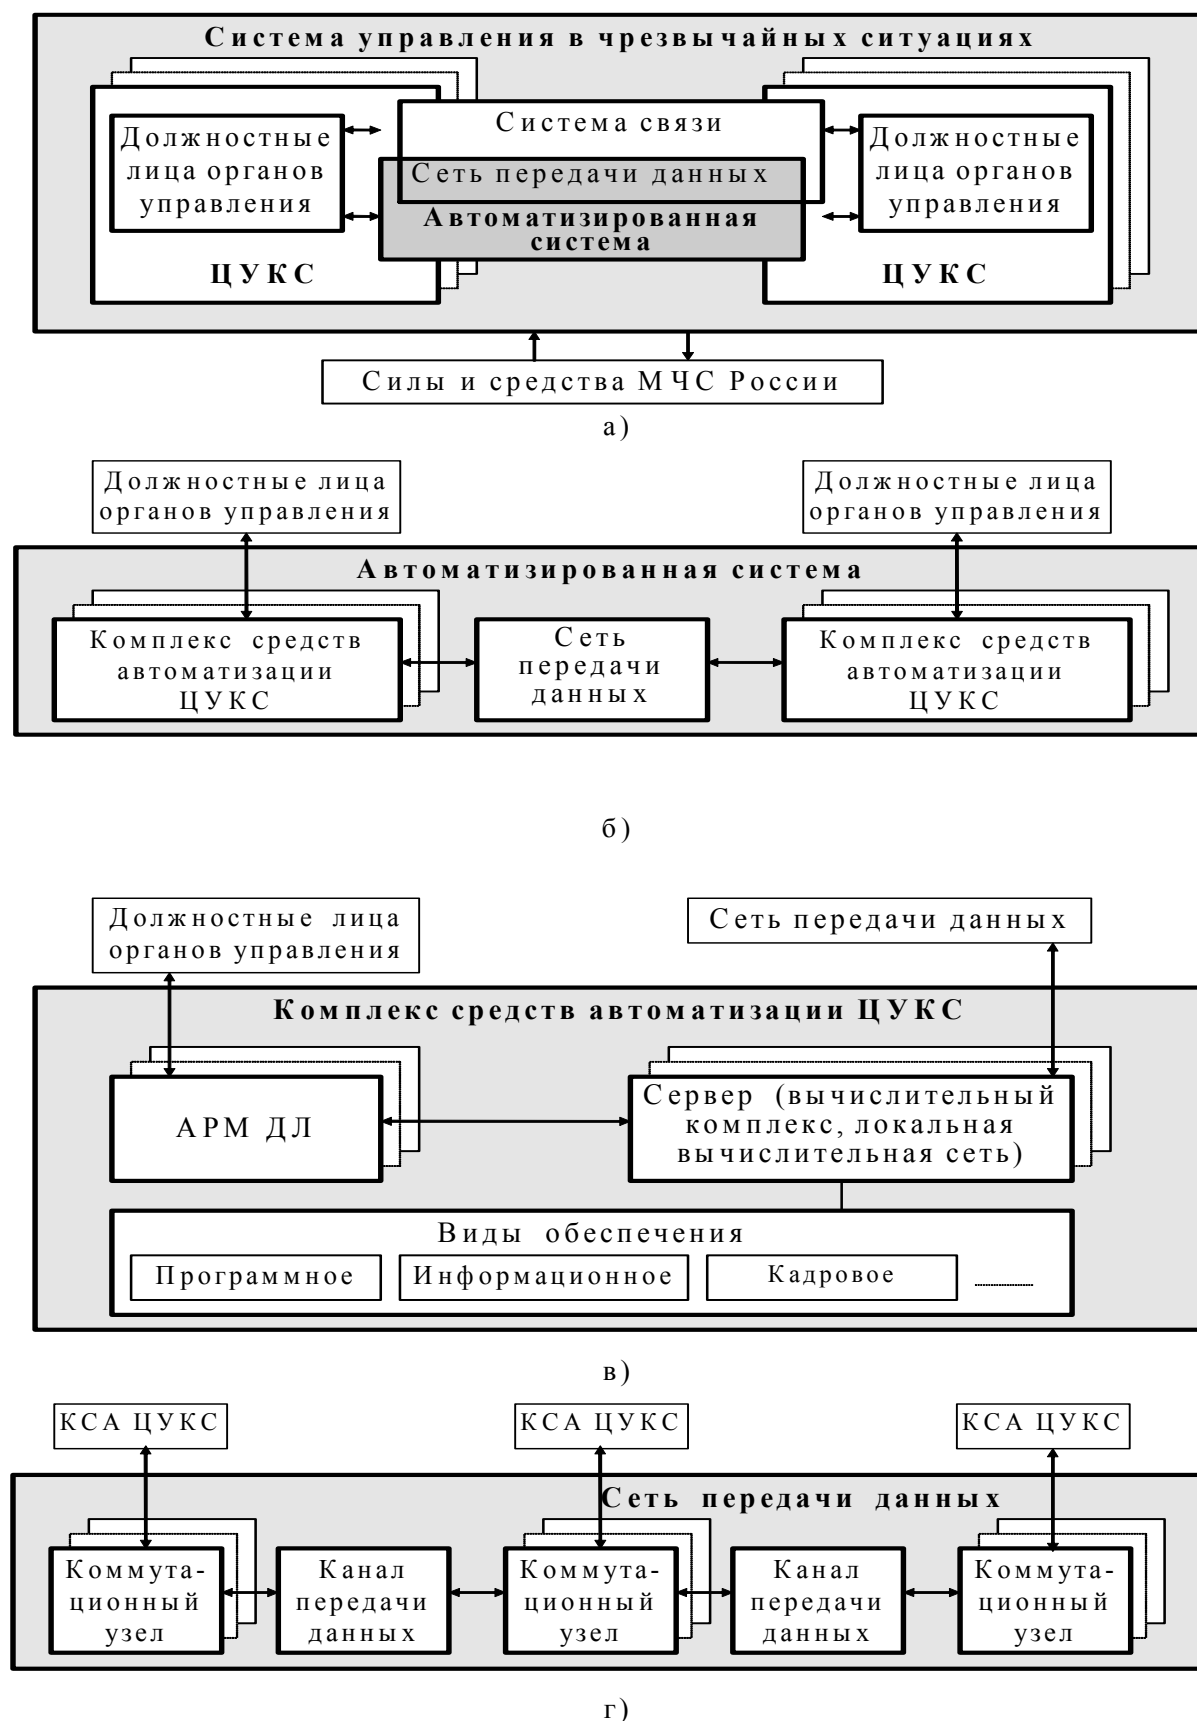 Система управления в чрезвычайных ситуациях
Должностные
лица органов
управления
ЦУКС
Система связи
Сеть передачи данных
Автоматизированная
система
Должностные
лица органов
управления
ЦУКС
Силы и средства МЧС России
а)
Должностные лица
органов управления
Должностные лица
органов управления
Автоматизированная система
Комплекс средств
автоматизации
ЦУКС
Сеть
передачи
данных
Комплекс средств
автоматизации
ЦУКС
б)
Должностные лица
органов управления
Сеть передачи данных
Комплекс средств автоматизации ЦУКС
АРМ ДЛ
Сервер (вычислительный
комплекс, локальная
вычислительная сеть)
Виды обеспечения
Программное
Информационное
Кадровое
в)
КСА ЦУКС
КСА ЦУКС
КСА ЦУКС
Сеть передачи данных
Коммута-
ционный
узел
Канал
передачи
данных
Коммута-
ционный
узел
Канал
передачи
данных
Коммута-
ционный
узел
г)